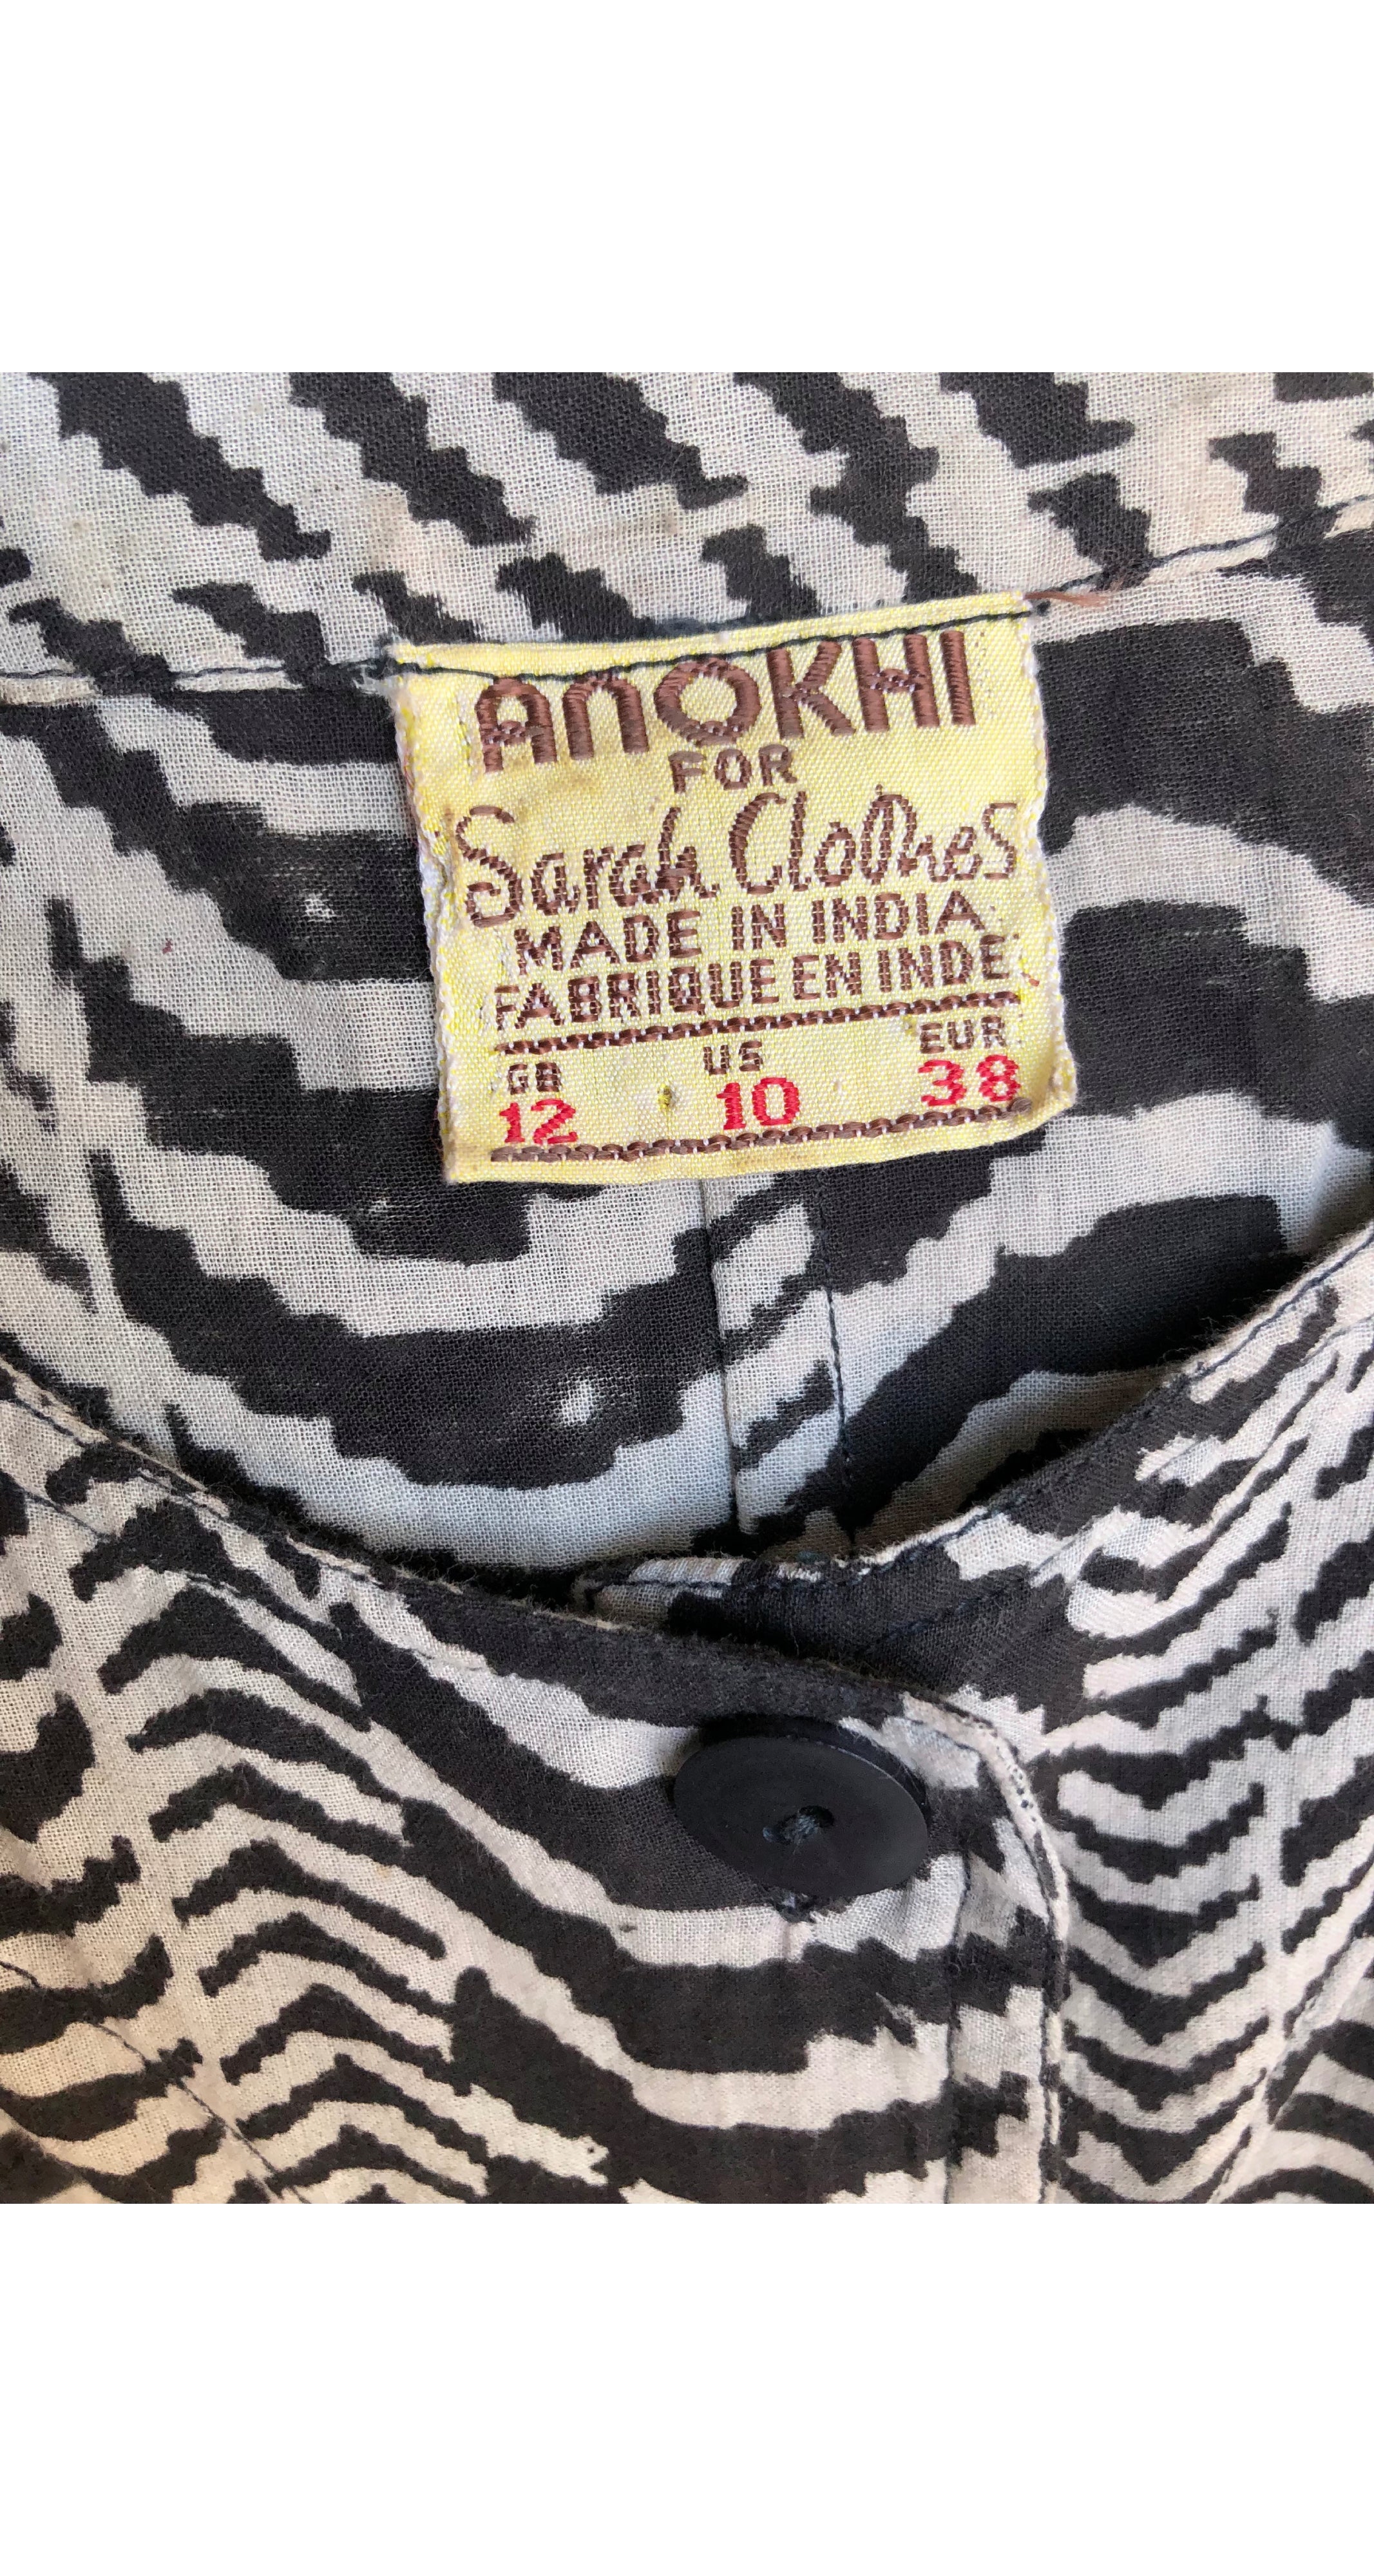 ANOKHI
FOR
Sarah Clothes
MADE IN INDIA
FABRIQUE EN INDE
GB US EUR
12 10 38